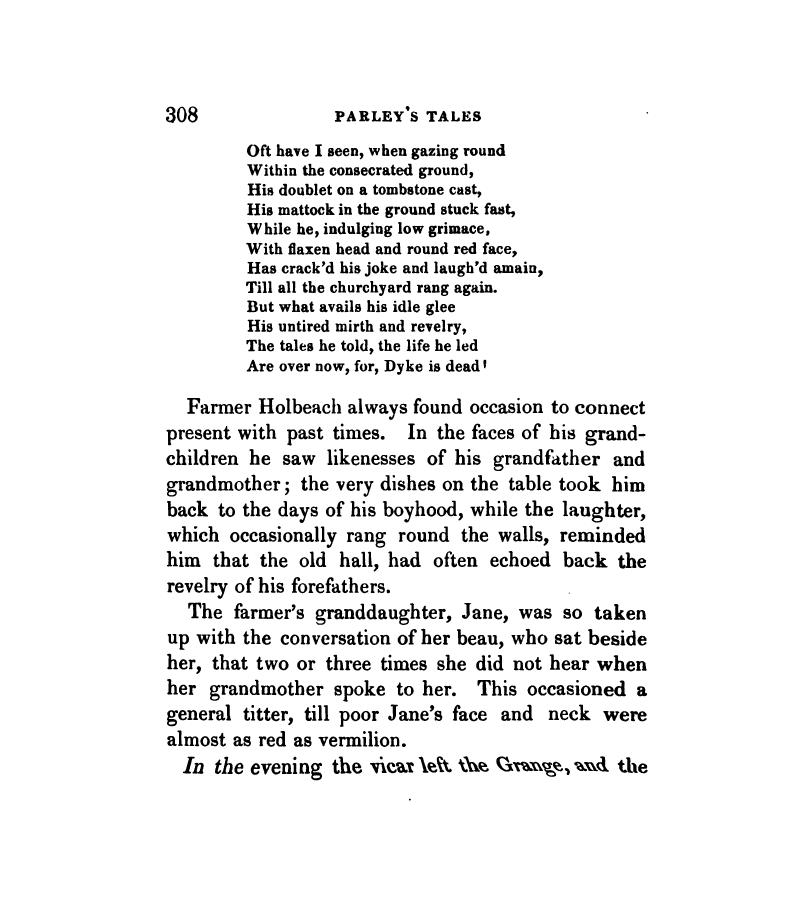 308 PARLEY'S TALES
Oft have I seen, when gazing round
Within the consecrated ground,
His doublet on a tombstone cast,
His mattock in the ground stuck fast,
While he, indulging low grimace,
With flaxen head and round red face,
Has crack'd his joke and laugh'd amain,
Till all the churchyard rang again.
But what avails his idle glee
His untired mirth and revelry,
The tales he told, the life he led
Are over now, for, Dyke is dead'
Farmer Holbeach always found occasion to connect
present with past times. In the faces of his grand-
children he saw likenesses of his grandfather and
grandmother; the very dishes on the table took him
back to the days of his boyhood, while the laughter,
which occasionally rang round the walls, reminded
him that the old hall, had often echoed back the
revelry of his forefathers.
The farmer's granddaughter, Jane, was so taken
up with the conversation of her beau, who sat beside
her, that two or three times she did not hear when
her grandmother spoke to her. This occasioned a
general titter, till poor Jane's face and neck were
almost as red as vermilion.
In the evening the vicar left the Grange, and the